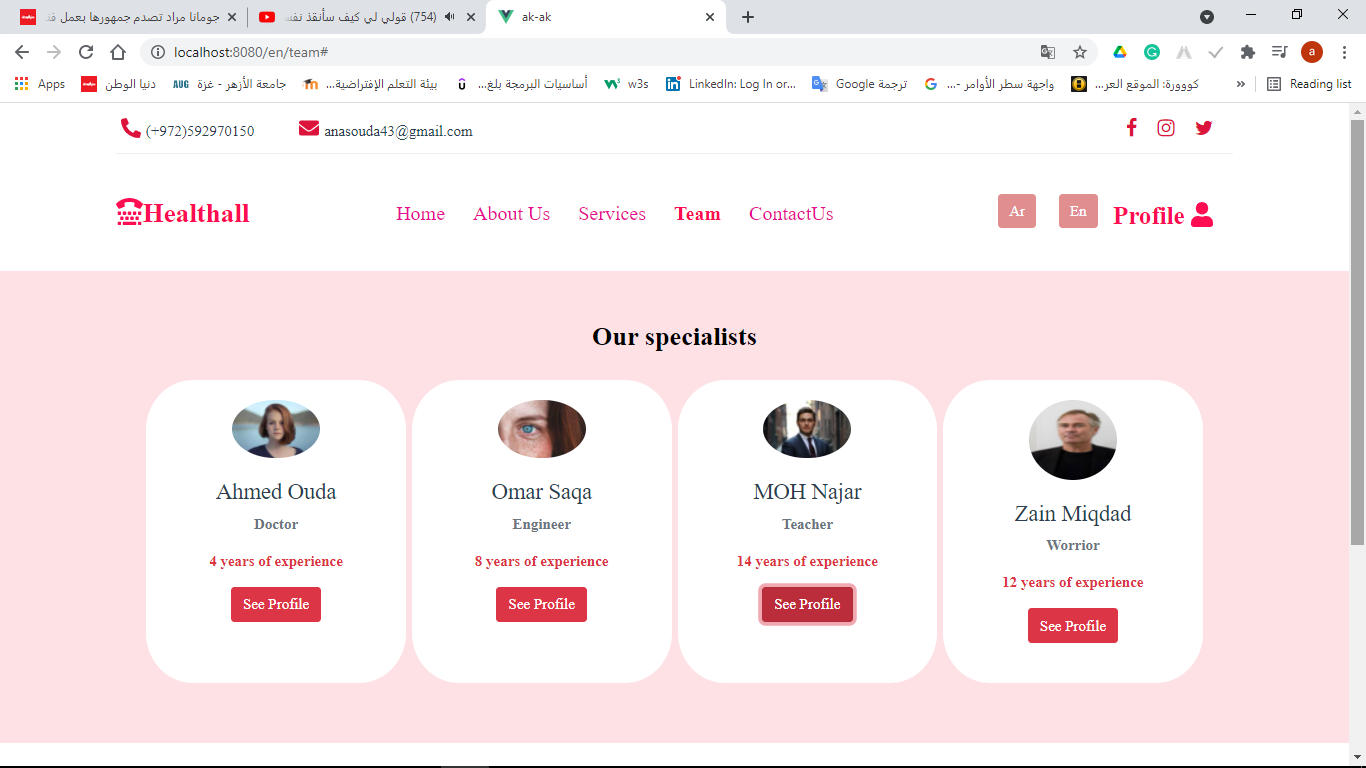 جومانا مراد تصدم جمهورها بعمل
(754) قولي لي كيف سأنقذ نفس
ak-ak
localhost:8080/en/team#
a
Apps
دنيا الوطن
AUG جامعة الأزهر - غزة
بيئة التعلم الإفتراضية...
أساسيات البرمجة بلغ...
w3s
LinkedIn: Log In or...
ترجمة Google
واجهة سطر الأوامر -...
كووورة: الموقع العر...
»
Reading list
(+972)592970150
anasouda43@gmail.com
Healthall
Home
About Us
Services
Team
ContactUs
Ar
En
Profile
Our specialists
Ahmed Ouda
Doctor
4 years of experience
See Profile
Omar Saqa
Engineer
8 years of experience
See Profile
MOH Najar
Teacher
14 years of experience
See Profile
Zain Miqdad
Worrior
12 years of experience
See Profile